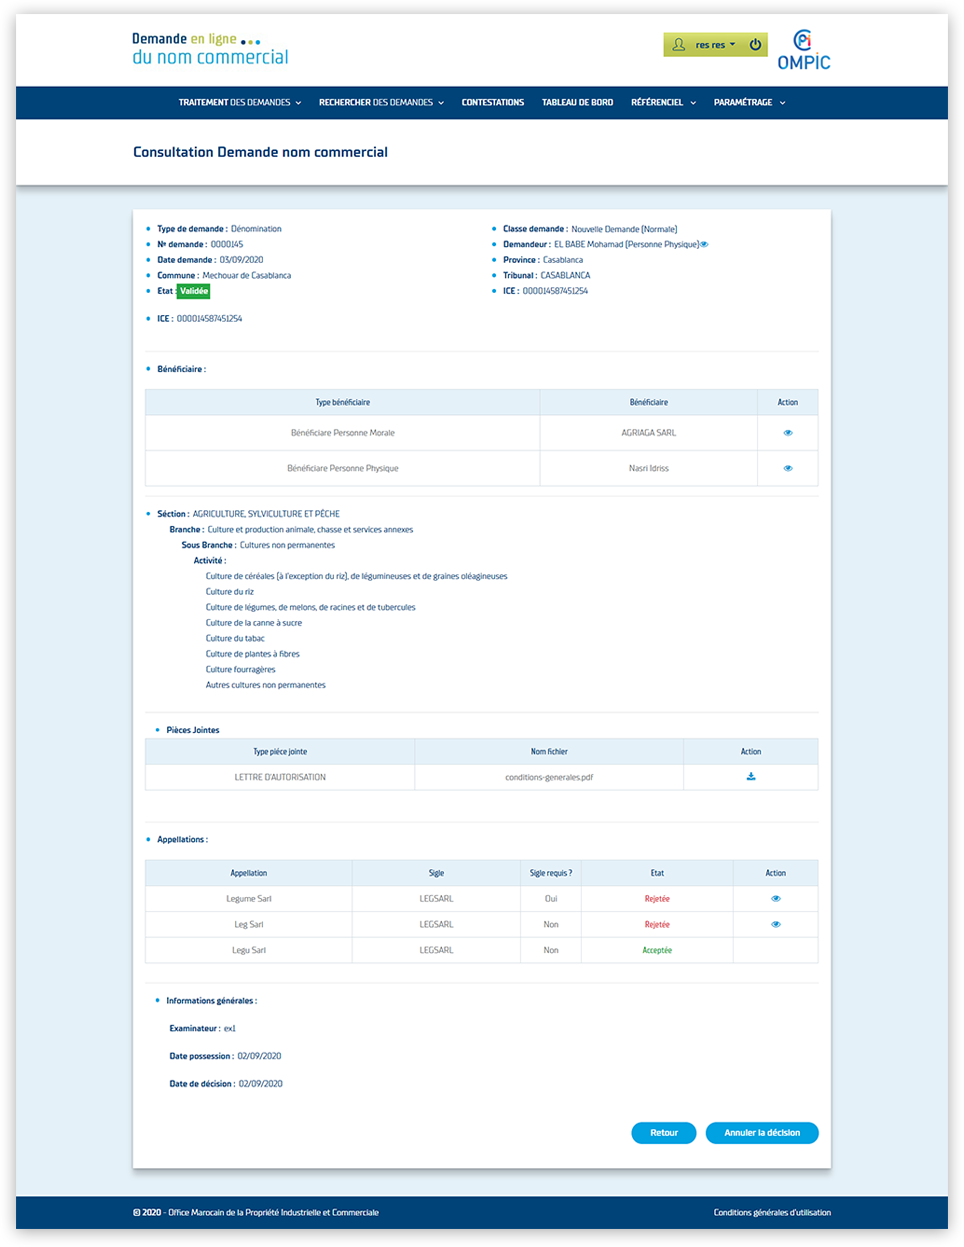 Demande en ligne
du nom commercial
res res
OMPIC
TRAITEMENT DES DEMANDES
RECHERCHER DES DEMANDES
CONTESTATIONS
TABLEAU DE BORD
RÉFÉRENCIEL
PARAMÉTRAGE
Consultation Demande nom commercial
Type de demande : Dénomination
N° demande : 0000145
Date demande : 03/09/2020
Commune : Mechouar de Casablanca
Etat : Validée
ICE : 000014587451254
Classe demande : Nouvelle Demande (Normale)
Demandeur : EL BABE Mohamad (Personne Physique)
Province : Casablanca
Tribunal : CASABLANCA
ICE : 000014587451254
Bénéficiaire :
Type bénéficiaire Bénéficiaire Action
Bénéficiare Personne Morale AGRIAGA SARL
Bénéficiare Personne Physique Nasri Idriss
Séction : AGRICULTURE, SYLVICULTURE ET PÊCHE
Branche : Culture et production animale, chasse et services annexes
Sous Branche : Cultures non permanentes
Activité :
Culture de céréales (à l'exception du riz), de légumineuses et de graines oléagineuses
Culture du riz
Culture de légumes, de melons, de racines et de tubercules
Culture de la canne à sucre
Culture du tabac
Culture de plantes à fibres
Culture fourragères
Autres cultures non permanentes
Pièces Jointes
Type pièce jointe Nom fichier Action
LETTRE D'AUTORISATION conditions-generales.pdf
Appellations :
Appellation Sigle Sigle requis ? Etat Action
Legume Sarl LEGSARL Oui Rejetée
Leg Sarl LEGSARL Non Rejetée
Legu Sarl LEGSARL Non Acceptée
Informations générales :
Examinateur : ex1
Date possession : 02/09/2020
Date de décision : 02/09/2020
Retour
Annuler la décision
© 2020 - Office Marocain de la Propriété Industrielle et Commerciale
Conditions générales d'utilisation